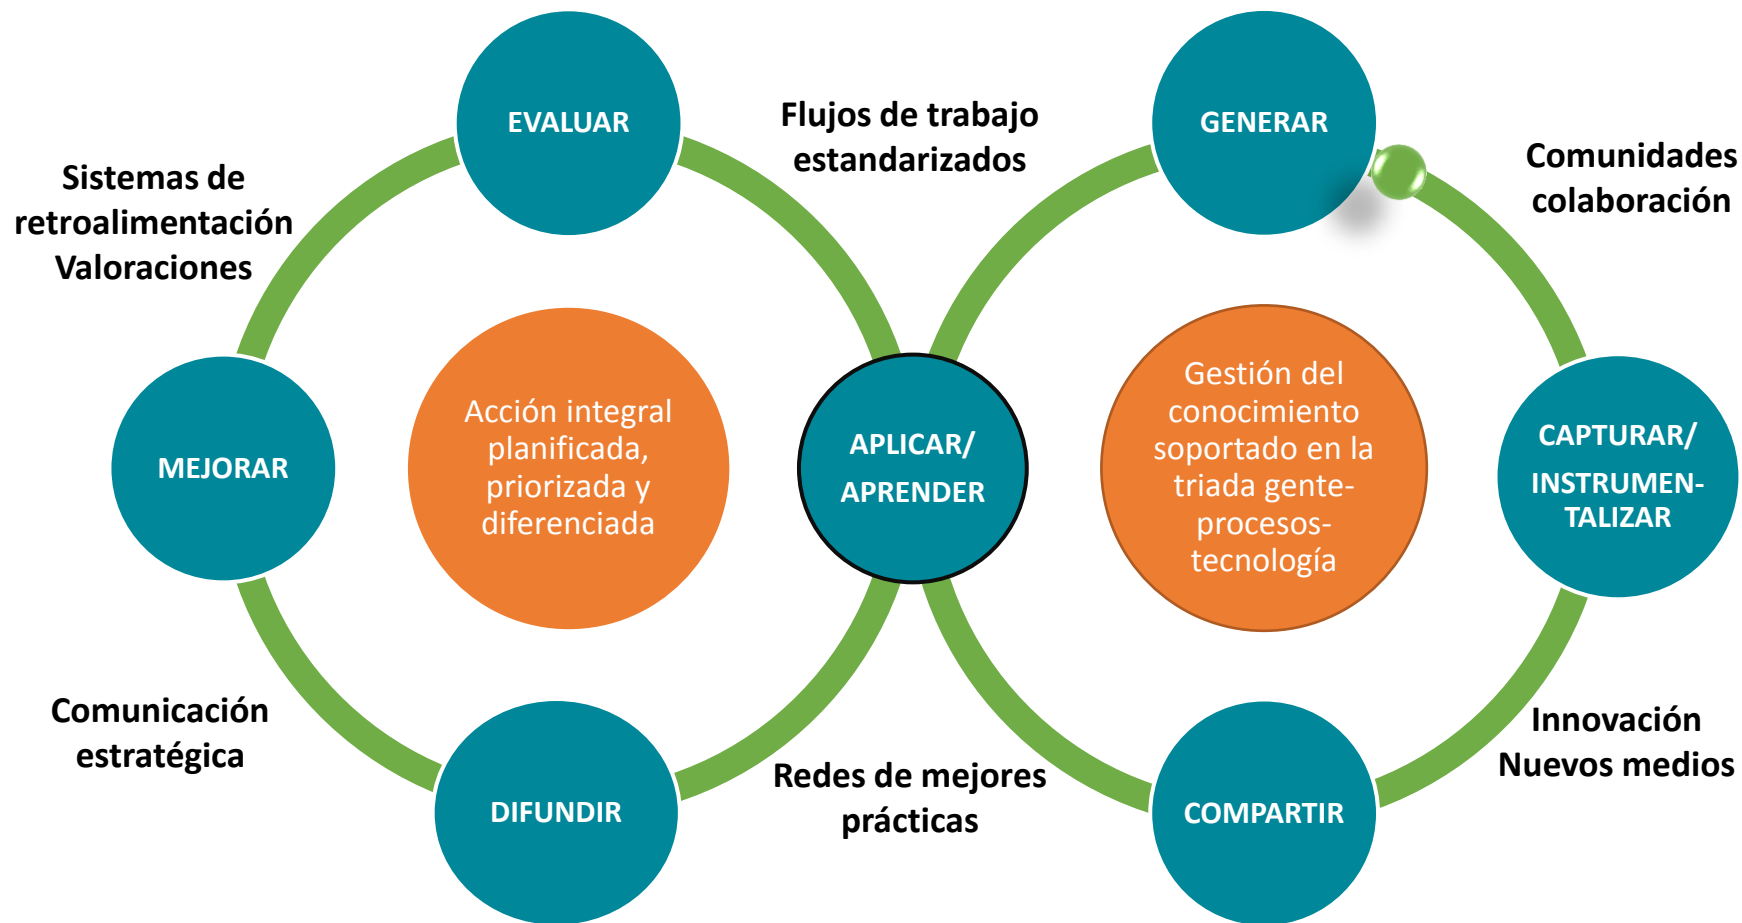 EVALUAR
Flujos de trabajo
estandarizados
GENERAR
Comunidades
colaboración
Sistemas de
retroalimentación
Valoraciones
MEJORAR
Acción integral
planificada,
priorizada y
diferenciada
APLICAR/
APRENDER
Gestión del
conocimiento
soportado en la
triada gente-
procesos-
tecnología
CAPTURAR/
INSTRUMEN-
TALIZAR
Comunicación
estratégica
DIFUNDIR
Redes de mejores
prácticas
COMPARTIR
Innovación
Nuevos medios